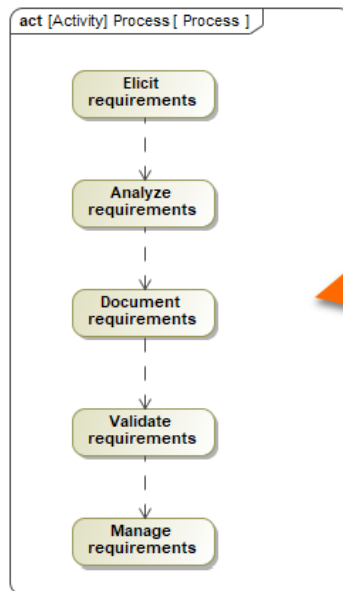 act [Activity] Process [ Process ]
Elicit
requirements
Analyze
requirements
Document
requirements
Validate
requirements
Manage
requirements